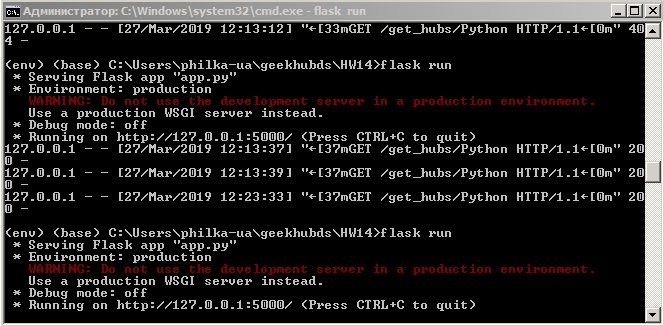 Администратор: C:\Windows\system32\cmd.exe - flask run
127.0.0.1 - - [27/Mar/2019 12:13:12] "←[33mGET /get_hubs/Python HTTP/1.1←[0m" 40
4 -
(env) (base) C:\Users\philka-ua\geekhubds\HW14>flask run
* Serving Flask app "app.py"
* Environment: production
WARNING: Do not use the development server in a production environment.
Use a production WSGI server instead.
* Debug mode: off
* Running on http://127.0.0.1:5000/ (Press CTRL+C to quit)
127.0.0.1 - - [27/Mar/2019 12:13:37] "←[37mGET /get_hubs/Python HTTP/1.1←[0m" 20
0 -
127.0.0.1 - - [27/Mar/2019 12:13:39] "←[37mGET /get_hubs/Python HTTP/1.1←[0m" 20
0 -
127.0.0.1 - - [27/Mar/2019 12:23:33] "←[37mGET /get_hubs/Python HTTP/1.1←[0m" 20
0 -
(env) (base) C:\Users\philka-ua\geekhubds\HW14>flask run
* Serving Flask app "app.py"
* Environment: production
WARNING: Do not use the development server in a production environment.
Use a production WSGI server instead.
* Debug mode: off
* Running on http://127.0.0.1:5000/ (Press CTRL+C to quit)